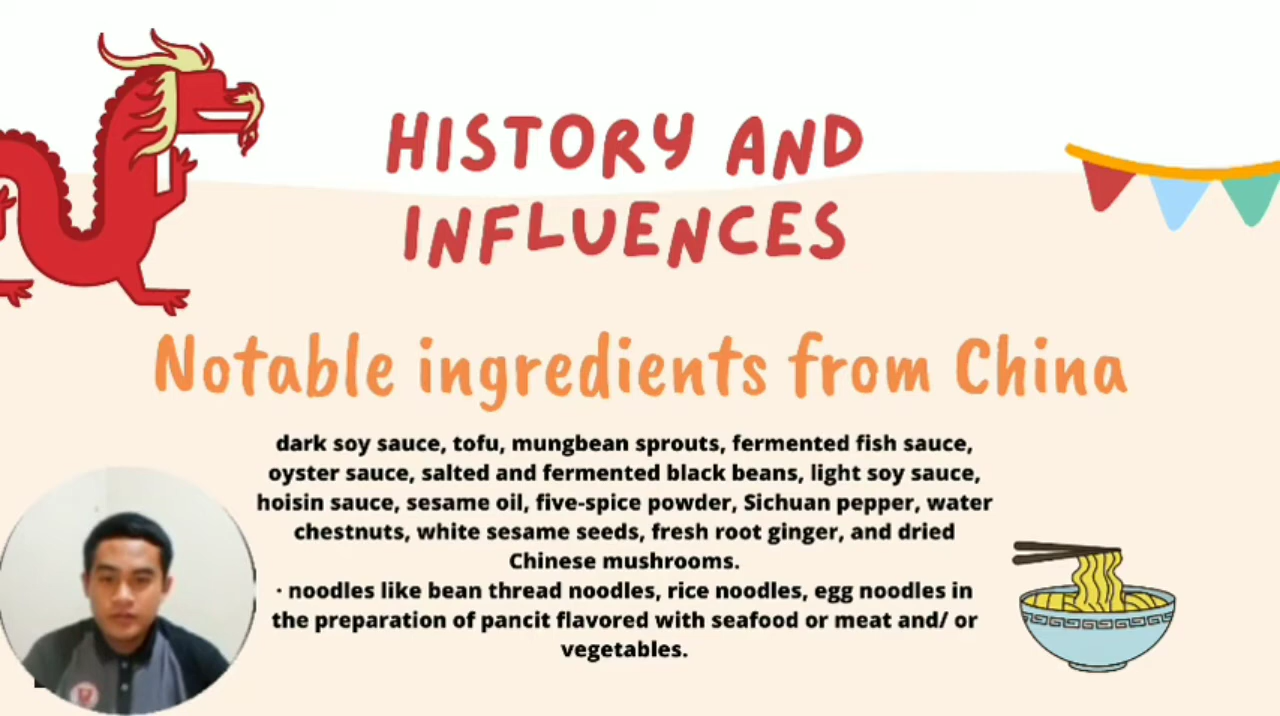 HISTORY AND
INFLUENCES
Notable ingredients from China
dark soy sauce, tofu, mungbean sprouts, fermented fish sauce,
oyster sauce, salted and fermented black beans, light soy sauce,
hoisin sauce, sesame oil, five-spice powder, Sichuan pepper, water
chestnuts, white sesame seeds, fresh root ginger, and dried
Chinese mushrooms.
· noodles like bean thread noodles, rice noodles, egg noodles in
the preparation of pancit flavored with seafood or meat and/ or
vegetables.